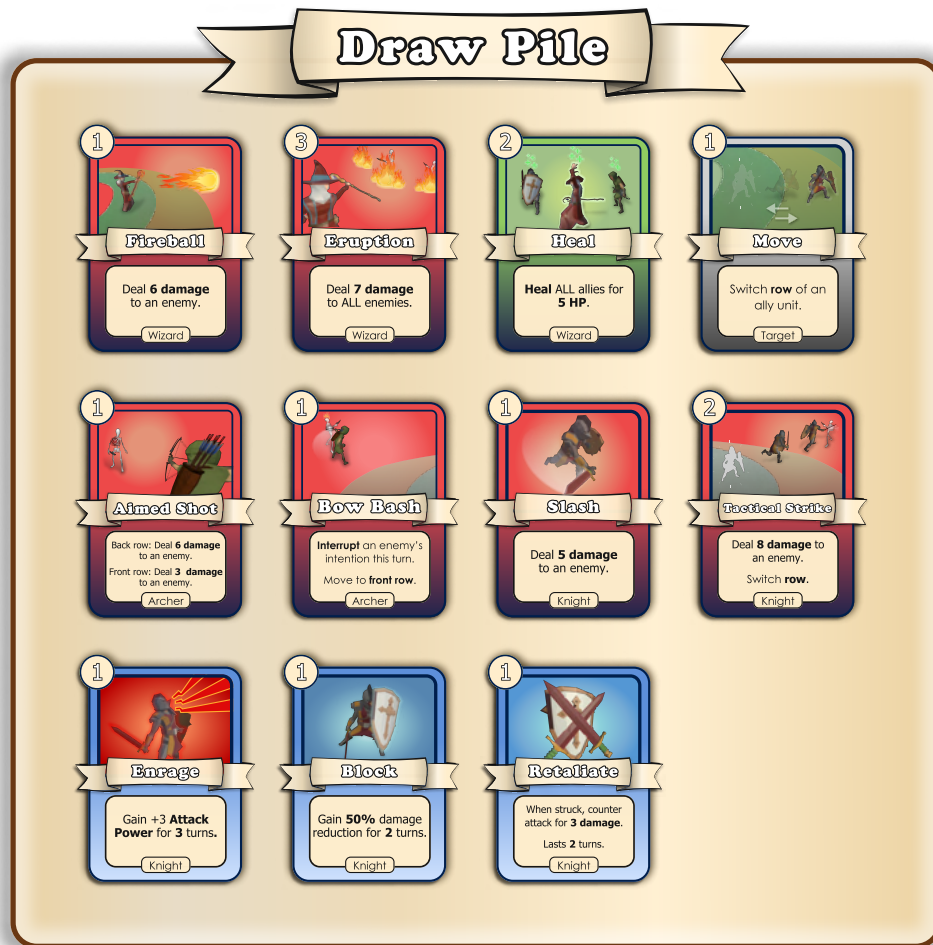 Draw Pile
1
Fireball
Deal 6 damage
to an enemy.
Wizard
3
Eruption
Deal 7 damage
to ALL enemies.
Wizard
2
Heal
Heal ALL allies for
5 HP.
Wizard
1
Move
Switch row of an
ally unit.
Target
1
Aimed Shot
Back row: Deal 6 damage
to an enemy.
Front row: Deal 3 damage
to an enemy.
Archer
1
Bow Bash
Interrupt an enemy's
intention this turn.
Move to front row.
Archer
1
Slash
Deal 5 damage
to an enemy.
Knight
2
Tactical Strike
Deal 8 damage to
an enemy.
Switch row.
Knight
1
Enrage
Gain +3 Attack
Power for 3 turns.
Knight
1
Block
Gain 50% damage
reduction for 2 turns.
Knight
1
Retaliate
When struck, counter
attack for 3 damage.
Lasts 2 turns.
Knight